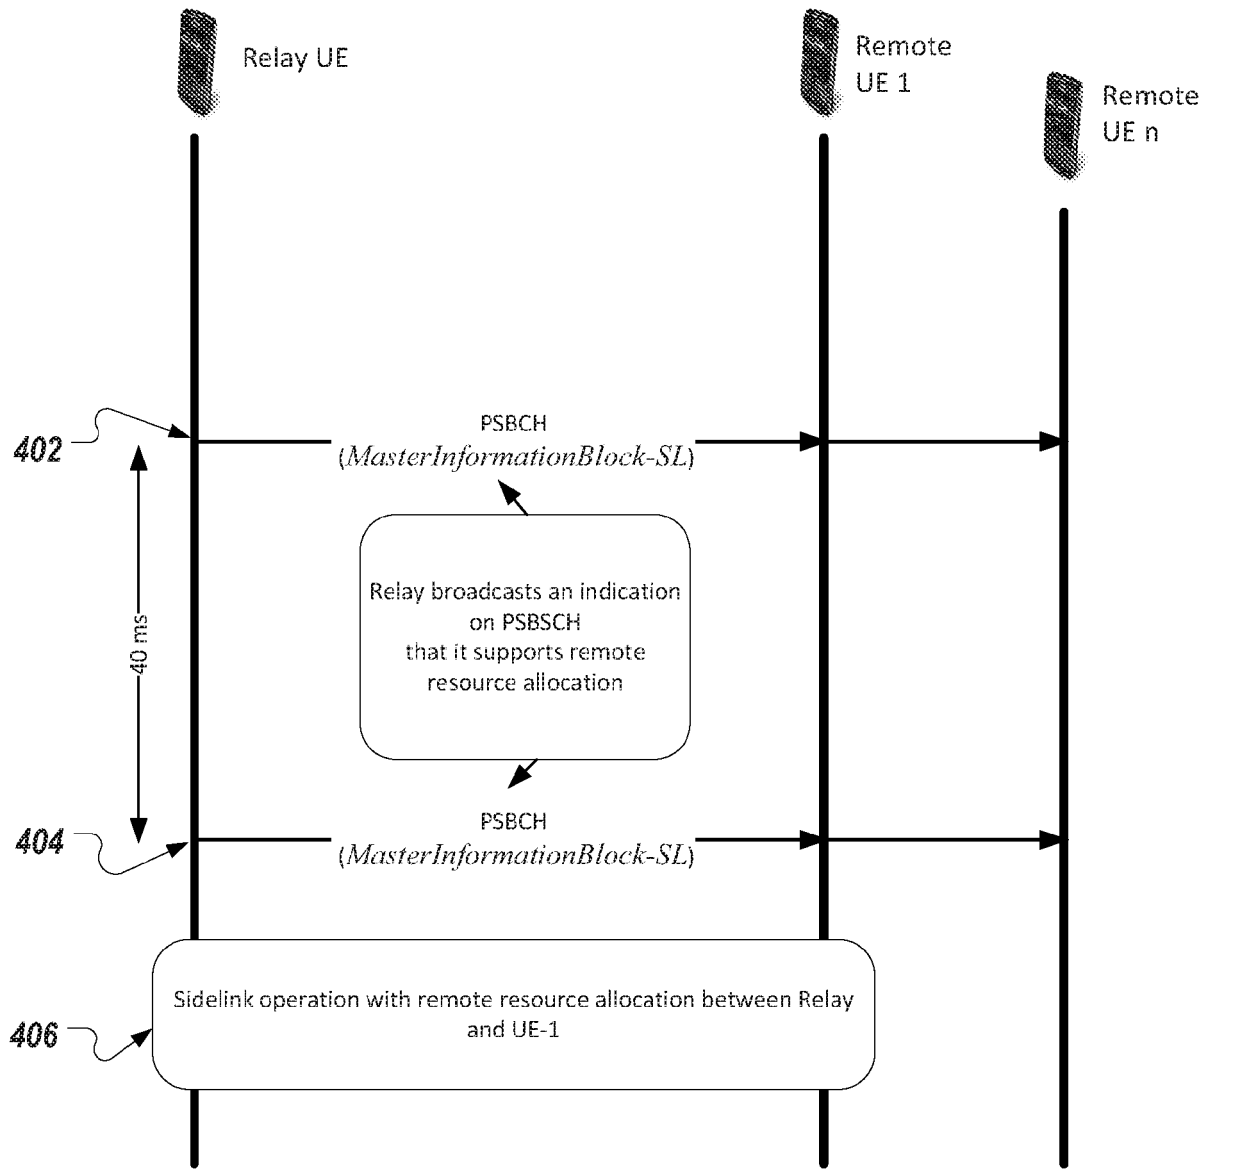 Relay UE
Remote
UE 1
Remote
UE n
402
PSBCH
(MasterInformationBlock-SL)
Relay broadcasts an indication
on PSBSCH
that it supports remote
resource allocation
40 ms
404
PSBCH
(MasterInformationBlock-SL)
Sidelink operation with remote resource allocation between Relay
and UE-1
406